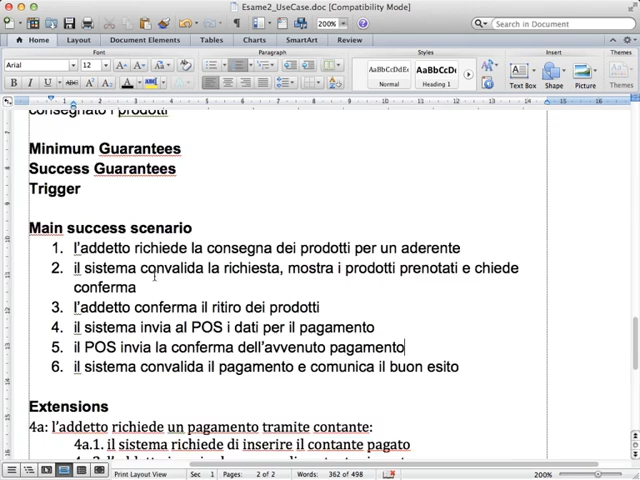 Esame2_UseCase.doc [Compatibility Mode]
200%
Search in Document
Home Layout Document Elements Tables Charts SmartArt Review
Font Paragraph Styles Insert Themes
Arial 12
AaBbCcDdE AaBbCcDc
Normal Heading 1
Text Box Shape Picture Themes
consegnato i prodotti
Minimum Guarantees
Success Guarantees
Trigger
Main success scenario
1. l'addetto richiede la consegna dei prodotti per un aderente
2. il sistema convalida la richiesta, mostra i prodotti prenotati e chiede
conferma
3. l'addetto conferma il ritiro dei prodotti
4. il sistema invia al POS i dati per il pagamento
5. il POS invia la conferma dell'avvenuto pagamento
6. il sistema convalida il pagamento e comunica il buon esito
Extensions
4a: l'addetto richiede un pagamento tramite contante:
4a.1. il sistema richiede di inserire il contante pagato
Print Layout View Sec 1 Pages: 2 of 2 Words: 362 of 498 200%